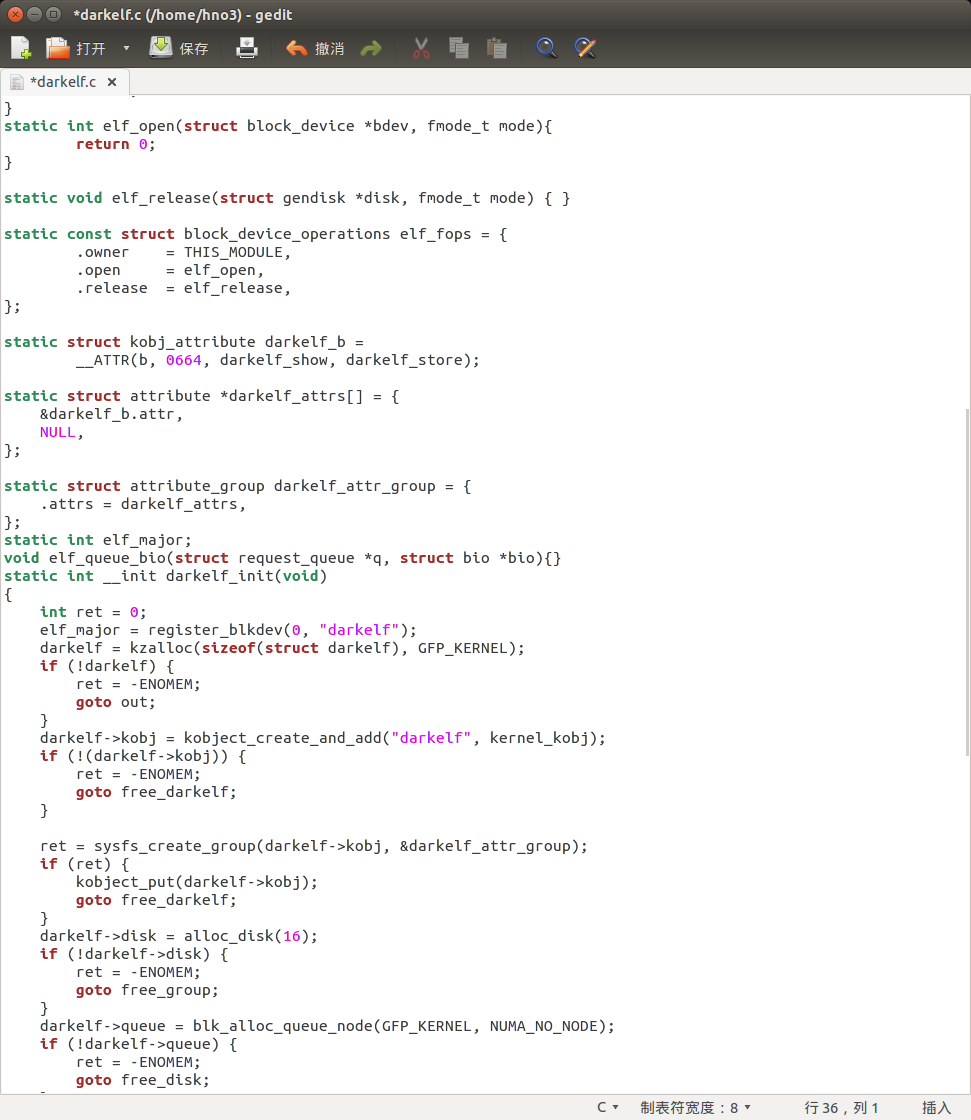 *darkelf.c (/home/hno3) - gedit
打开 保存 撤消
*darkelf.c ×
}
static int elf_open(struct block_device *bdev, fmode_t mode){
        return 0;
}

static void elf_release(struct gendisk *disk, fmode_t mode) { }

static const struct block_device_operations elf_fops = {
        .owner    = THIS_MODULE,
        .open     = elf_open,
        .release  = elf_release,
};

static struct kobj_attribute darkelf_b =
        __ATTR(b, 0664, darkelf_show, darkelf_store);

static struct attribute *darkelf_attrs[] = {
    &darkelf_b.attr,
    NULL,
};

static struct attribute_group darkelf_attr_group = {
    .attrs = darkelf_attrs,
};
static int elf_major;
void elf_queue_bio(struct request_queue *q, struct bio *bio){}
static int __init darkelf_init(void)
{
    int ret = 0;
    elf_major = register_blkdev(0, "darkelf");
    darkelf = kzalloc(sizeof(struct darkelf), GFP_KERNEL);
    if (!darkelf) {
        ret = -ENOMEM;
        goto out;
    }
    darkelf->kobj = kobject_create_and_add("darkelf", kernel_kobj);
    if (!(darkelf->kobj)) {
        ret = -ENOMEM;
        goto free_darkelf;
    }

    ret = sysfs_create_group(darkelf->kobj, &darkelf_attr_group);
    if (ret) {
        kobject_put(darkelf->kobj);
        goto free_darkelf;
    }
    darkelf->disk = alloc_disk(16);
    if (!darkelf->disk) {
        ret = -ENOMEM;
        goto free_group;
    }
    darkelf->queue = blk_alloc_queue_node(GFP_KERNEL, NUMA_NO_NODE);
    if (!darkelf->queue) {
        ret = -ENOMEM;
        goto free_disk;
C 制表符宽度：8 行 36，列 1 插入